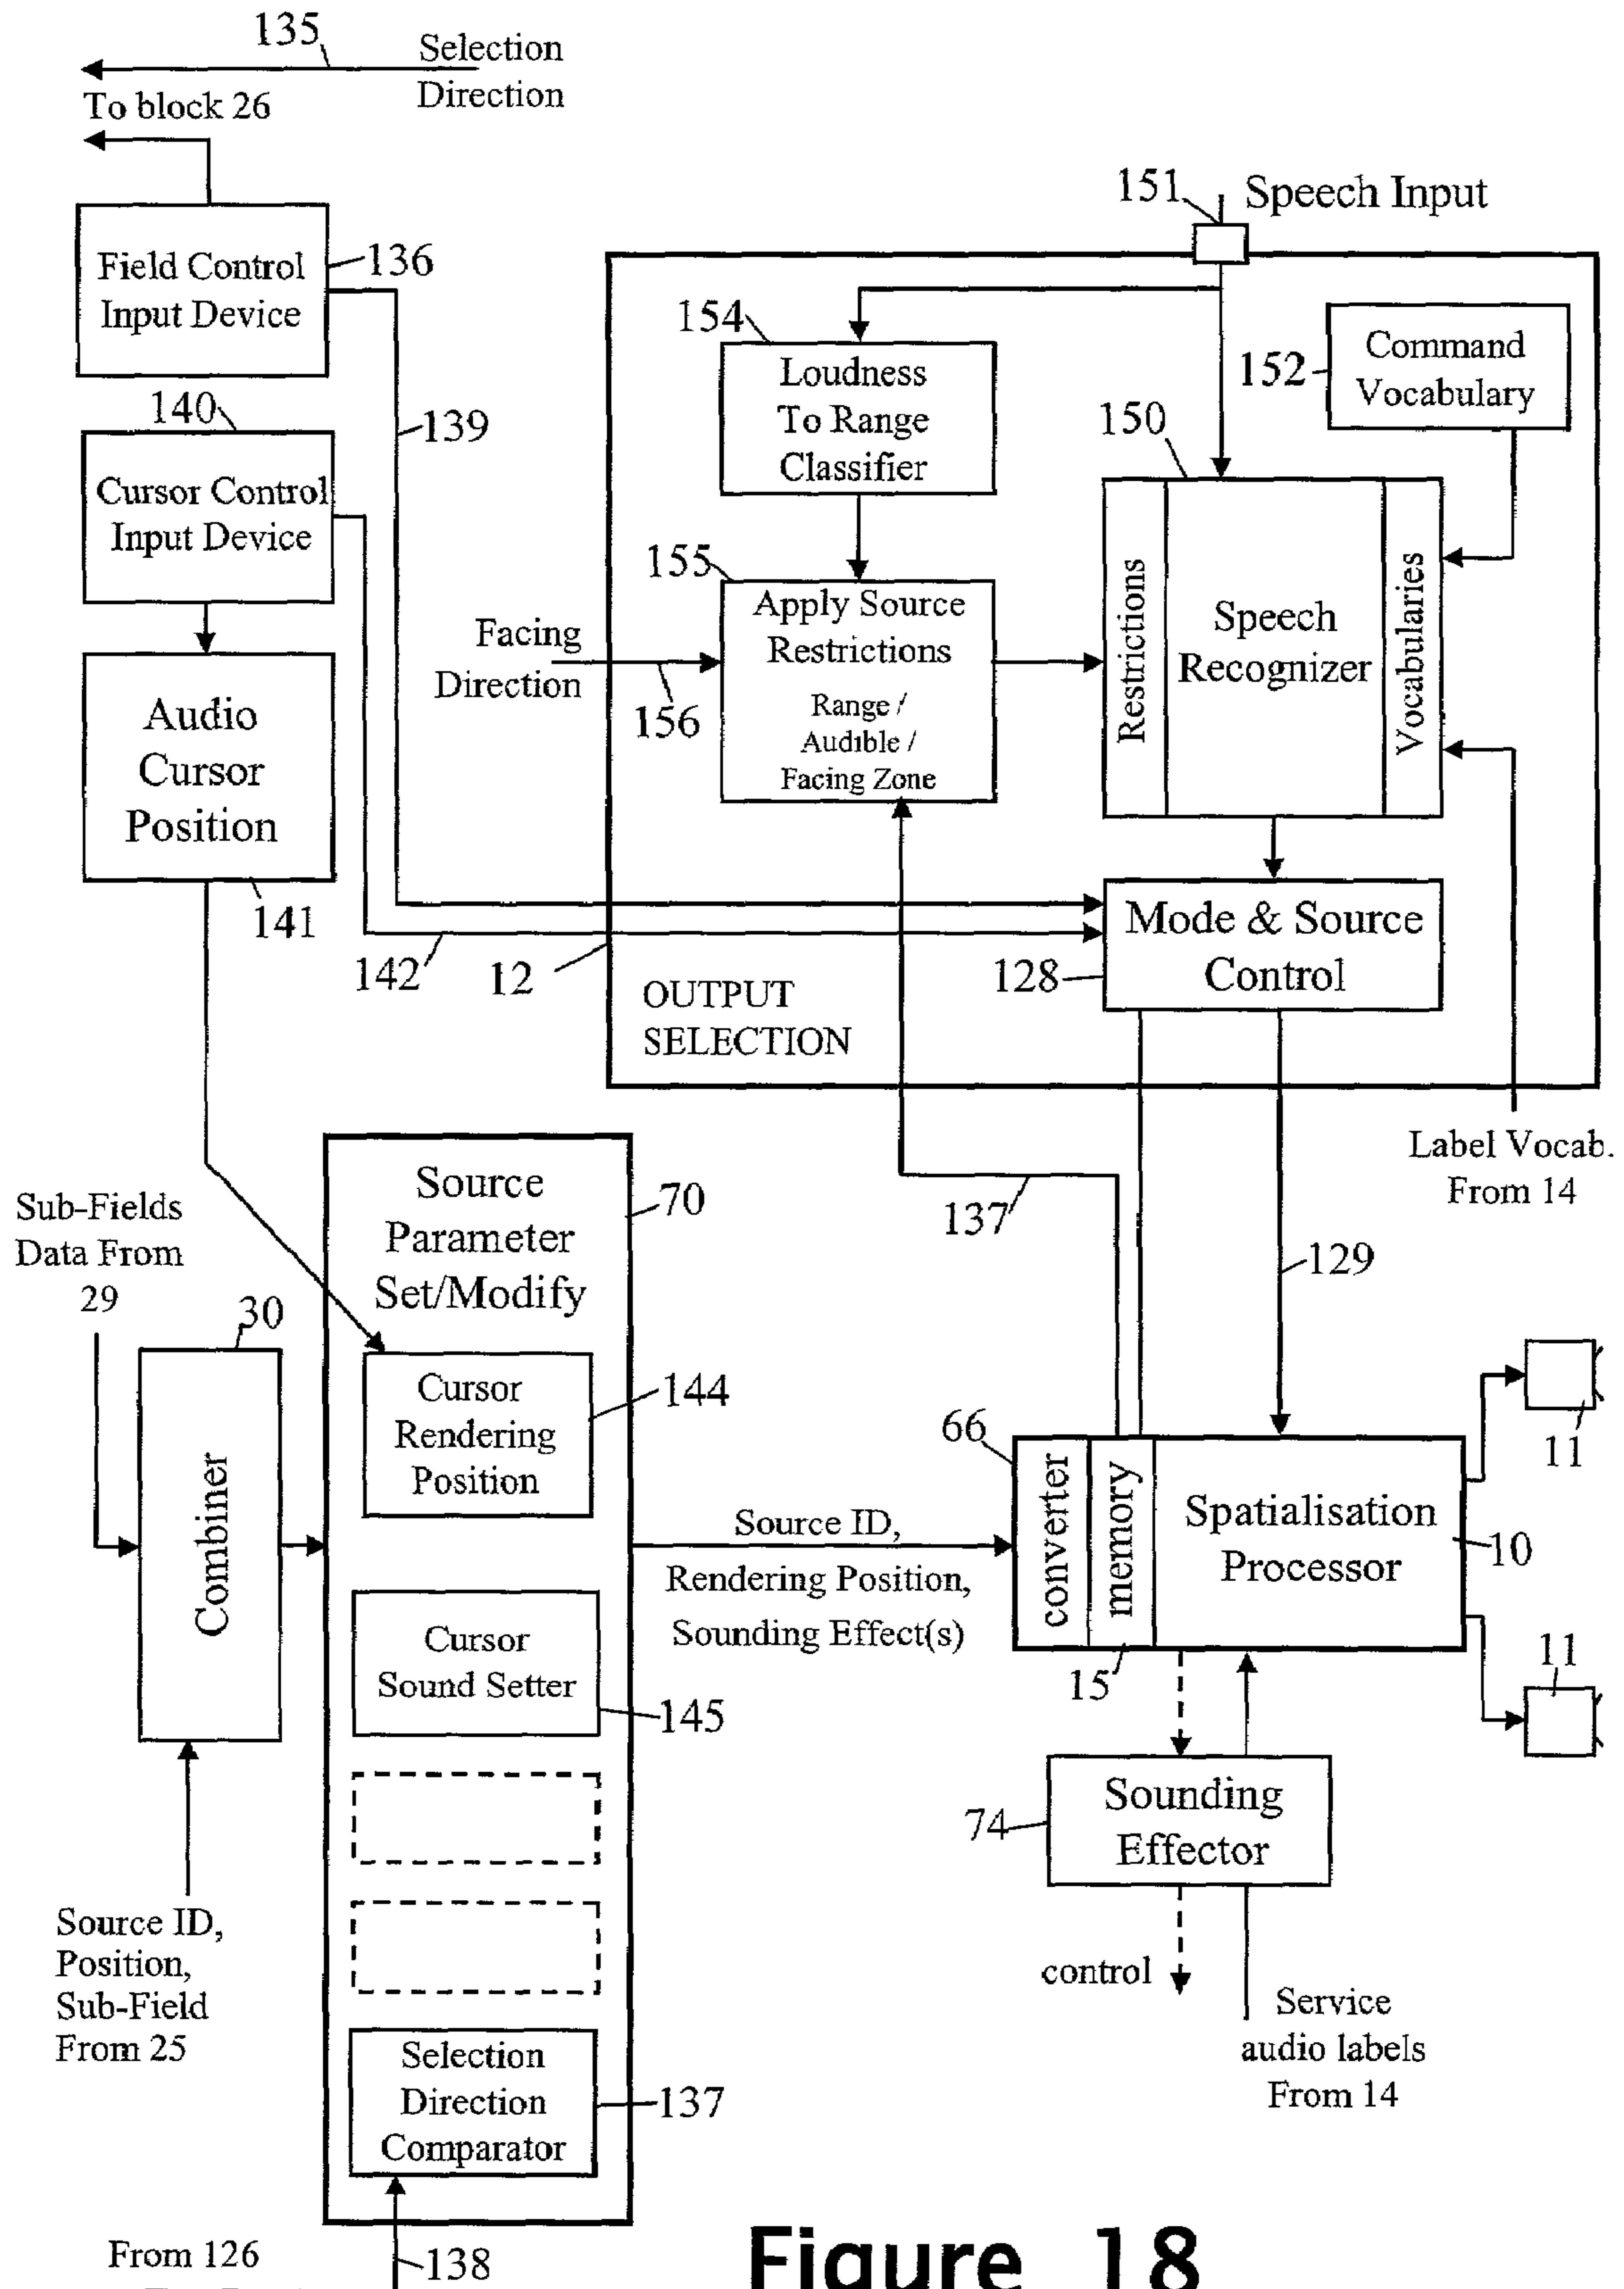 135
Selection
Direction
To block 26
151
Speech Input
Field Control
Input Device
136
154
Loudness
To Range
Classifier
152
Command
Vocabulary
140
139
150
Cursor Control
Input Device
155
Apply Source
Restrictions
Range /
Audible /
Facing Zone
Facing
Direction
156
Restrictions
Speech
Recognizer
Vocabularies
Audio
Cursor
Position
141
142
12
128
Mode & Source
Control
OUTPUT
SELECTION
Label Vocab.
From 14
Source
Parameter
Set/Modify
70
137
129
Sub-Fields
Data From
29
30
Combiner
Cursor
Rendering
Position
144
66
converter
memory
Spatialisation
Processor
10
11
11
15
Source ID,
Rendering Position,
Sounding Effect(s)
Cursor
Sound Setter
145
74
Sounding
Effector
control
Service
audio labels
From 14
Source ID,
Position,
Sub-Field
From 25
Selection
Direction
Comparator
137
From 126
138
Figure 18